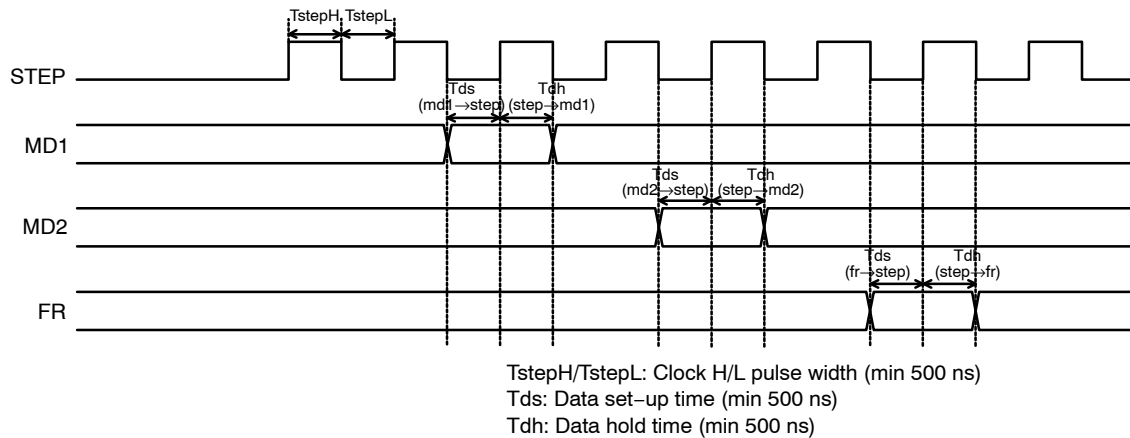 TstepH TstepL
STEP
Tds Tdh
(md1→step) (step→md1)
MD1
Tds Tdh
(md2→step) (step→md2)
MD2
Tds Tdh
(fr→step) (step→fr)
FR
TstepH/TstepL: Clock H/L pulse width (min 500 ns)
Tds: Data set−up time (min 500 ns)
Tdh: Data hold time (min 500 ns)